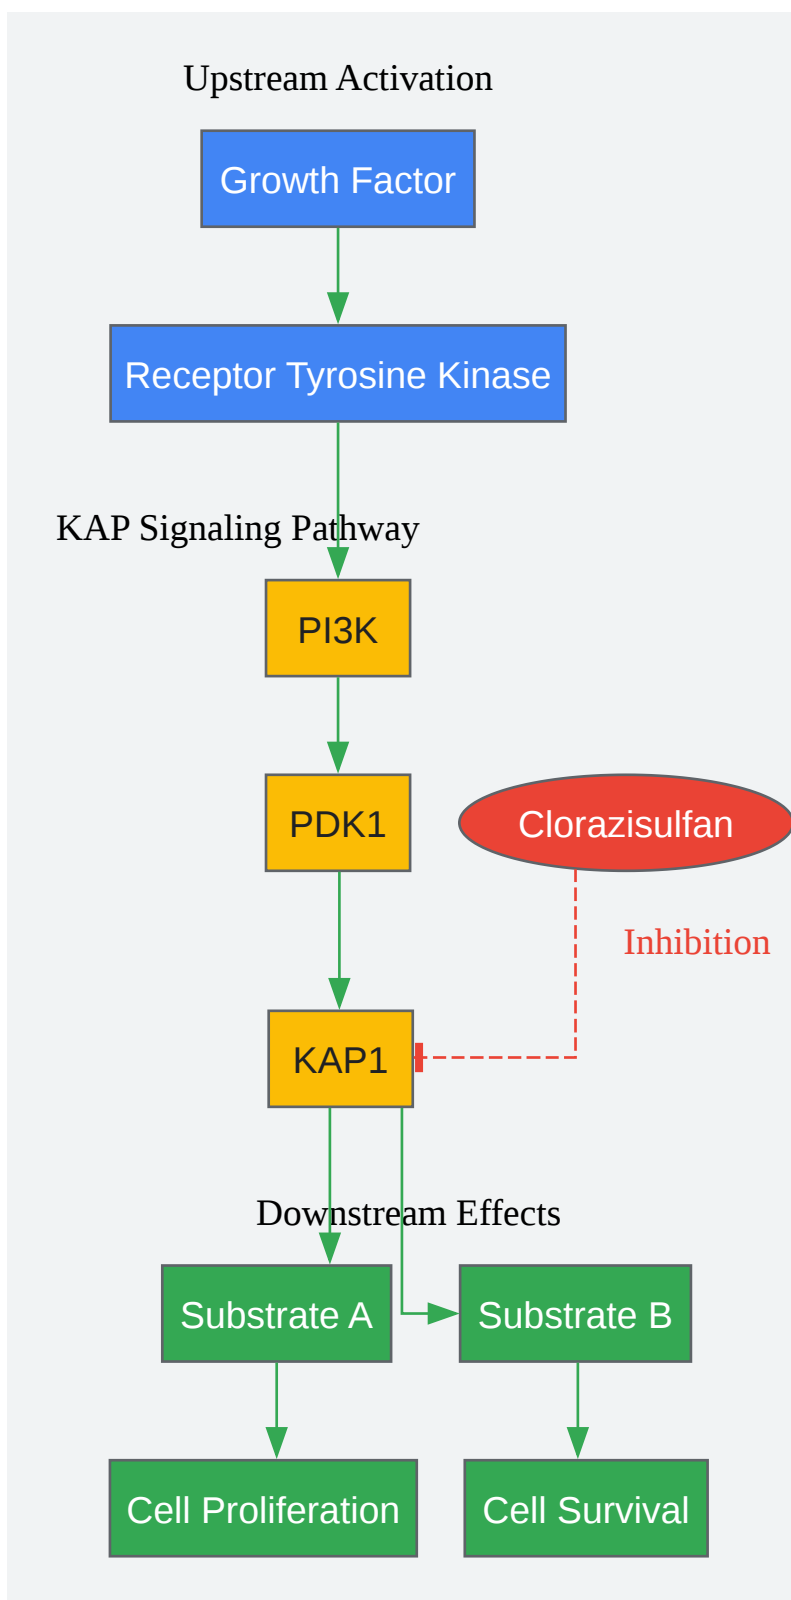 Upstream Activation
Growth Factor
Receptor Tyrosine Kinase
KAP Signaling Pathway
PI3K
PDK1
Clorazisulfan
Inhibition
KAP1
Downstream Effects
Substrate A
Substrate B
Cell Proliferation
Cell Survival